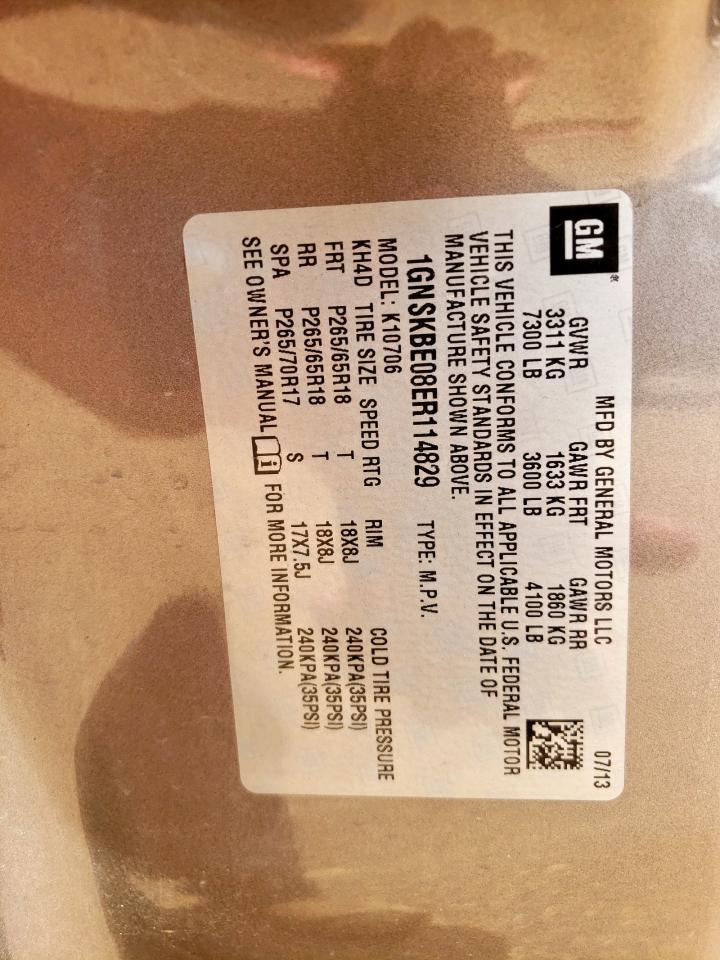 GM
MFD BY GENERAL MOTORS LLC 07/13
GVWR GAWR FRT GAWR RR
3311 KG 1633 KG 1860 KG
7300 LB 3600 LB 4100 LB
THIS VEHICLE CONFORMS TO ALL APPLICABLE U.S. FEDERAL MOTOR
VEHICLE SAFETY STANDARDS IN EFFECT ON THE DATE OF
MANUFACTURE SHOWN ABOVE.
1GNSKBE08ER114829 TYPE: M.P.V.
MODEL: K10706
KH4D TIRE SIZE SPEED RTG RIM COLD TIRE PRESSURE
FRT P265/65R18 T 18X8J 240KPA(35PSI)
RR P265/65R18 T 18X8J 240KPA(35PSI)
SPA P265/70R17 S 17X7.5J 240KPA(35PSI)
SEE OWNER'S MANUAL FOR MORE INFORMATION.